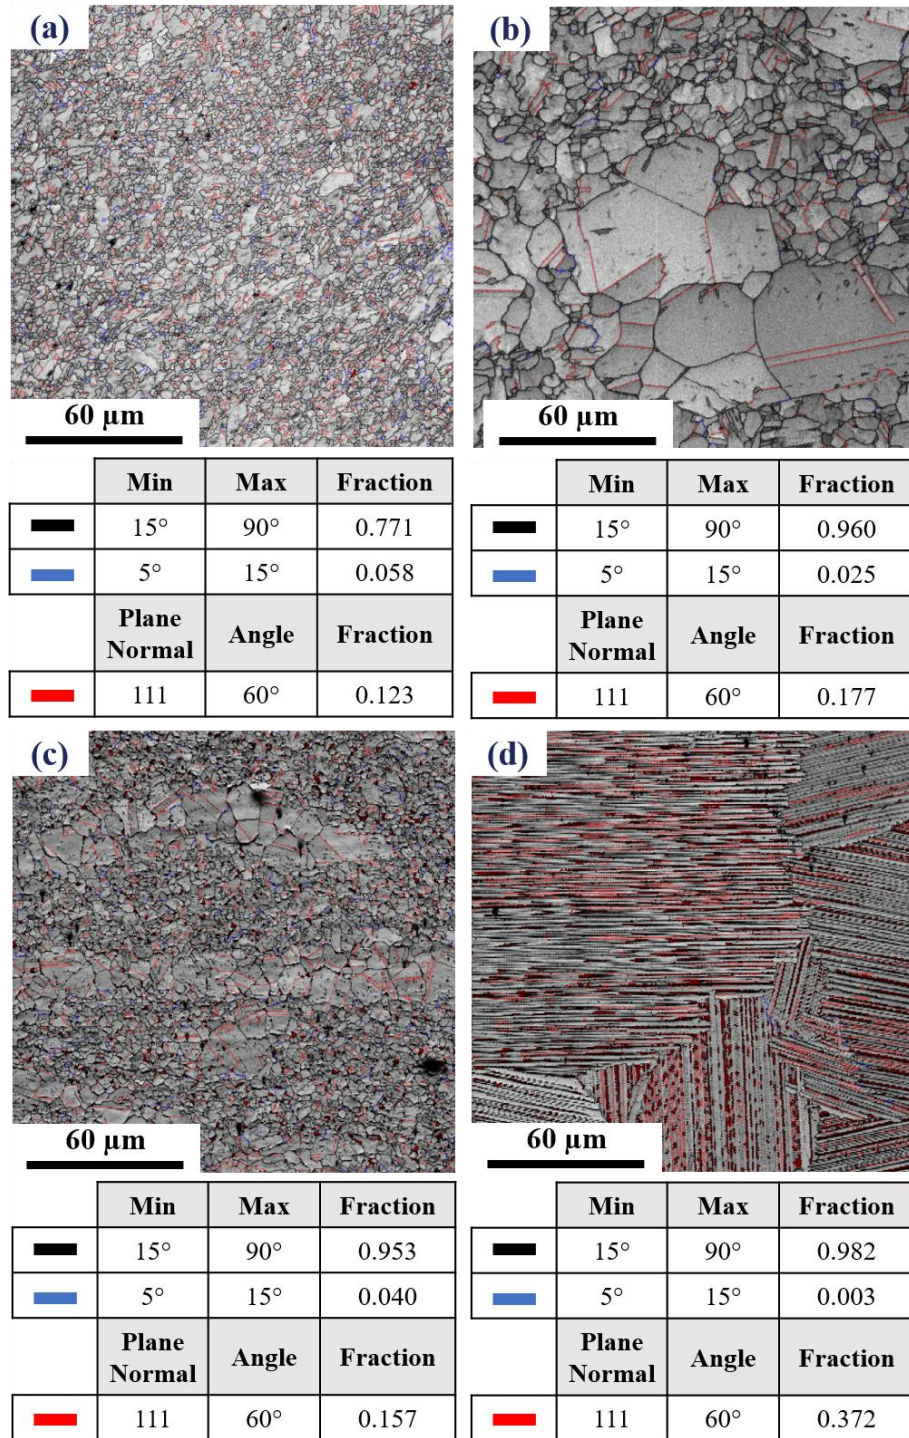 (a)
60 µm
Min Max Fraction
15° 90° 0.771
5° 15° 0.058
Plane Normal Angle Fraction
111 60° 0.123
(b)
60 µm
Min Max Fraction
15° 90° 0.960
5° 15° 0.025
Plane Normal Angle Fraction
111 60° 0.177
(c)
60 µm
Min Max Fraction
15° 90° 0.953
5° 15° 0.040
Plane Normal Angle Fraction
111 60° 0.157
(d)
60 µm
Min Max Fraction
15° 90° 0.982
5° 15° 0.003
Plane Normal Angle Fraction
111 60° 0.372